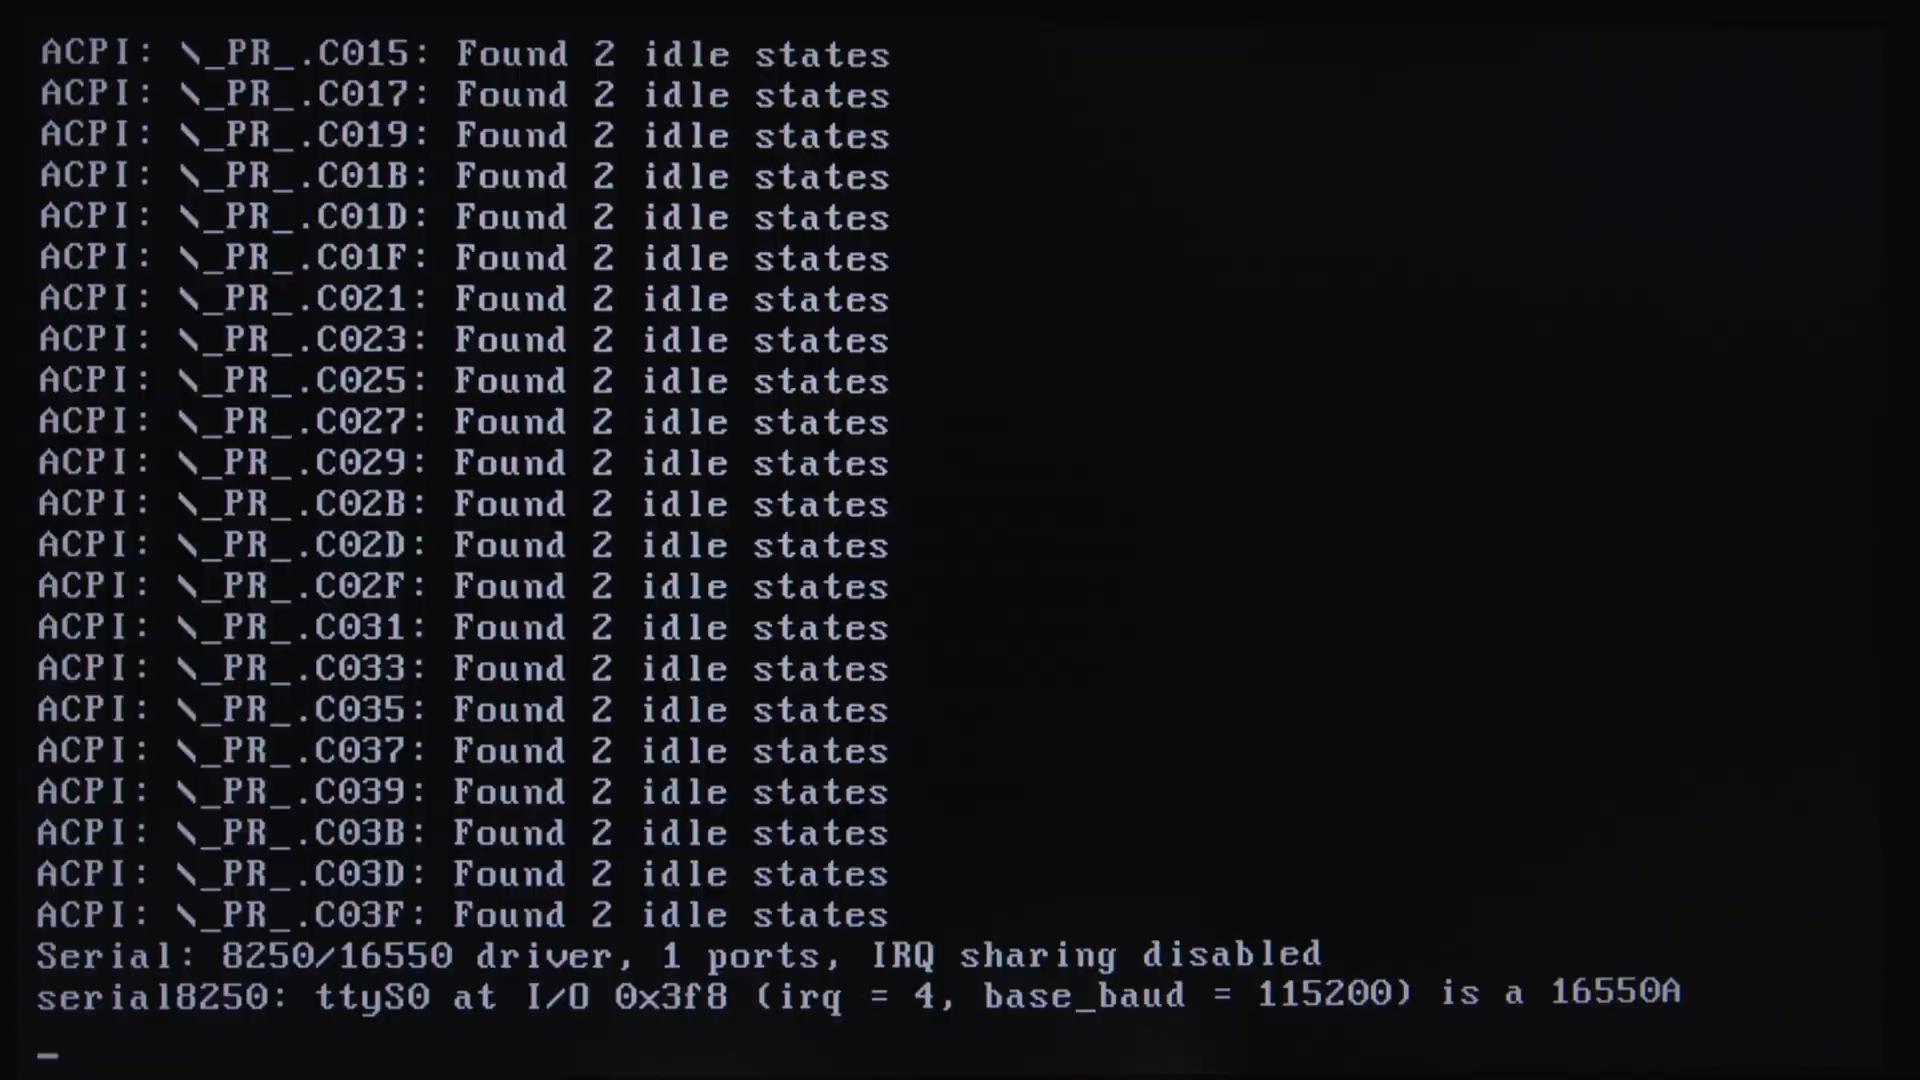 ACPI: \_PR_.C015: Found 2 idle states
ACPI: \_PR_.C017: Found 2 idle states
ACPI: \_PR_.C019: Found 2 idle states
ACPI: \_PR_.C01B: Found 2 idle states
ACPI: \_PR_.C01D: Found 2 idle states
ACPI: \_PR_.C01F: Found 2 idle states
ACPI: \_PR_.C021: Found 2 idle states
ACPI: \_PR_.C023: Found 2 idle states
ACPI: \_PR_.C025: Found 2 idle states
ACPI: \_PR_.C027: Found 2 idle states
ACPI: \_PR_.C029: Found 2 idle states
ACPI: \_PR_.C02B: Found 2 idle states
ACPI: \_PR_.C02D: Found 2 idle states
ACPI: \_PR_.C02F: Found 2 idle states
ACPI: \_PR_.C031: Found 2 idle states
ACPI: \_PR_.C033: Found 2 idle states
ACPI: \_PR_.C035: Found 2 idle states
ACPI: \_PR_.C037: Found 2 idle states
ACPI: \_PR_.C039: Found 2 idle states
ACPI: \_PR_.C03B: Found 2 idle states
ACPI: \_PR_.C03D: Found 2 idle states
ACPI: \_PR_.C03F: Found 2 idle states
Serial: 8250/16550 driver, 1 ports, IRQ sharing disabled
serial8250: ttyS0 at I/O 0x3f8 (irq = 4, base_baud = 115200) is a 16550A
_